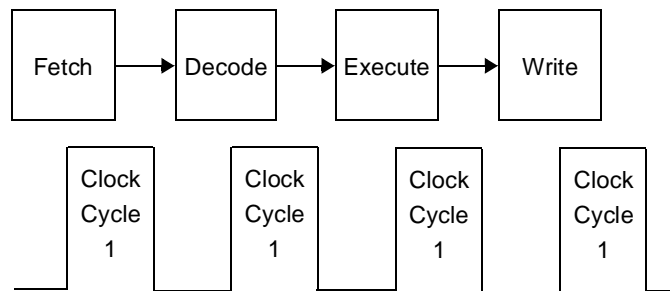 Fetch Decode Execute Write
Clock Clock Clock Clock
Cycle Cycle Cycle Cycle
1 1 1 1